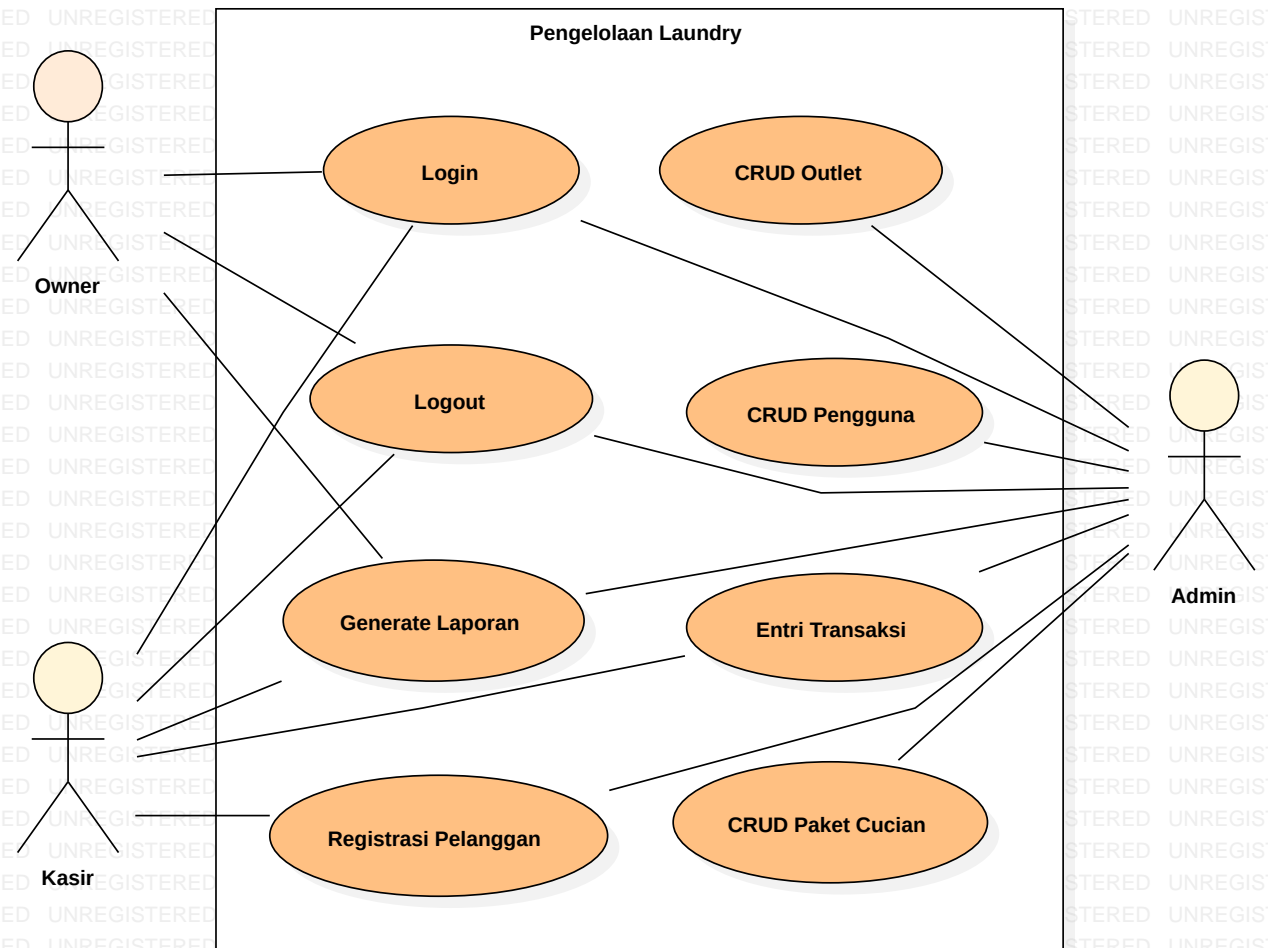 Pengelolaan Laundry
Owner
Login
CRUD Outlet
Logout
CRUD Pengguna
Admin
Generate Laporan
Entri Transaksi
Kasir
Registrasi Pelanggan
CRUD Paket Cucian
UNREGISTERED